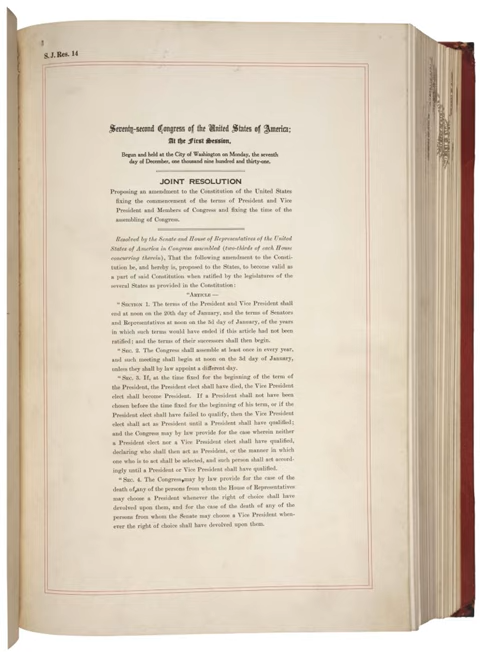 S. J. Res. 14
Seventy-second Congress of the United States of America;
At the First Session,
Begun and held at the City of Washington on Monday, the seventh
day of December, one thousand nine hundred and thirty-one.
JOINT RESOLUTION
Proposing an amendment to the Constitution of the United States
fixing the commencement of the terms of President and Vice
President and Members of Congress and fixing the time of the
assembling of Congress.
Resolved by the Senate and House of Representatives of the United
States of America in Congress assembled (two-thirds of each House
concurring therein), That the following amendment to the Consti-
tution be, and hereby is, proposed to the States, to become valid as
a part of said Constitution when ratified by the legislatures of the
several States as provided in the Constitution:
"ARTICLE —
"SECTION 1. The terms of the President and Vice President shall
end at noon on the 20th day of January, and the terms of Senators
and Representatives at noon on the 3d day of January, of the years
in which such terms would have ended if this article had not been
ratified; and the terms of their successors shall then begin.
"SEC. 2. The Congress shall assemble at least once in every year,
and such meeting shall begin at noon on the 3d day of January,
unless they shall by law appoint a different day.
"SEC. 3. If, at the time fixed for the beginning of the term of
the President, the President elect shall have died, the Vice President
elect shall become President. If a President shall not have been
chosen before the time fixed for the beginning of his term, or if the
President elect shall have failed to qualify, then the Vice President
elect shall act as President until a President shall have qualified;
and the Congress may by law provide for the case wherein neither
a President elect nor a Vice President elect shall have qualified,
declaring who shall then act as President, or the manner in which
one who is to act shall be selected, and such person shall act accord-
ingly until a President or Vice President shall have qualified.
"SEC. 4. The Congress may by law provide for the case of the
death of any of the persons from whom the House of Representatives
may choose a President whenever the right of choice shall have
devolved upon them, and for the case of the death of any of the
persons from whom the Senate may choose a Vice President when-
ever the right of choice shall have devolved upon them.